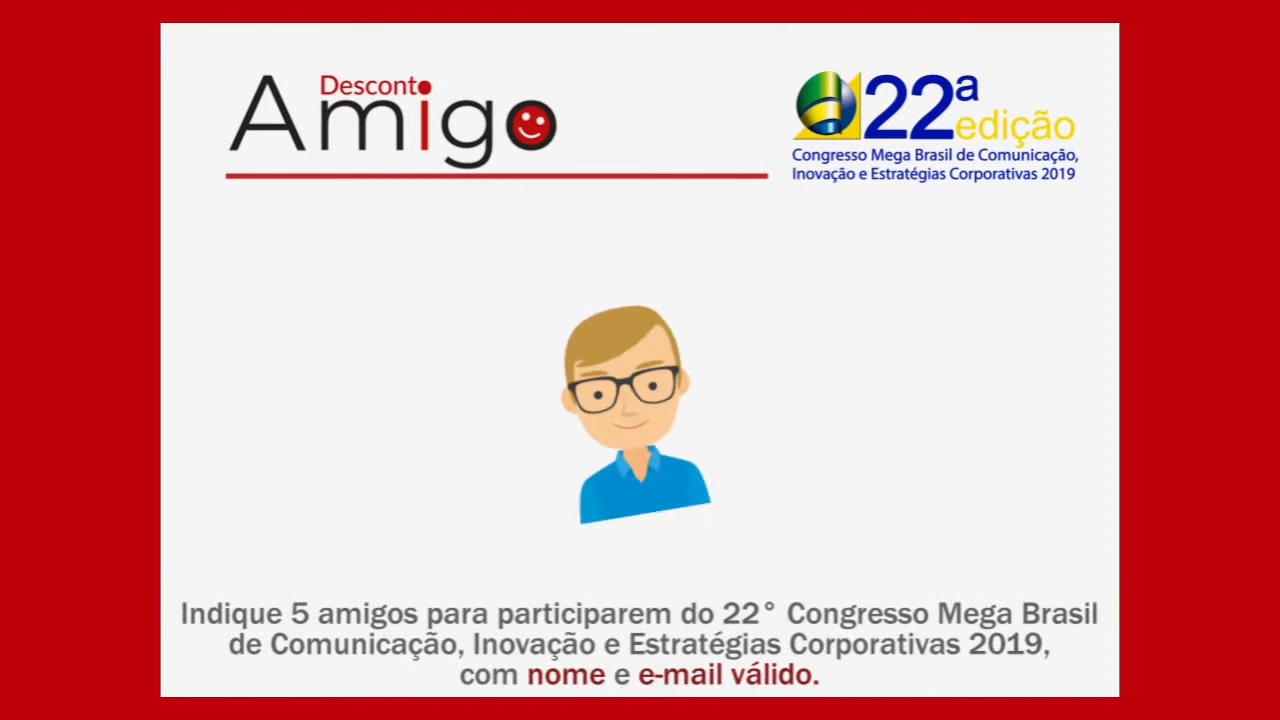 Desconto
Amigo
22ª
edição
Congresso Mega Brasil de Comunicação,
Inovação e Estratégias Corporativas 2019
Indique 5 amigos para participarem do 22° Congresso Mega Brasil
de Comunicação, Inovação e Estratégias Corporativas 2019,
com nome e e-mail válido.